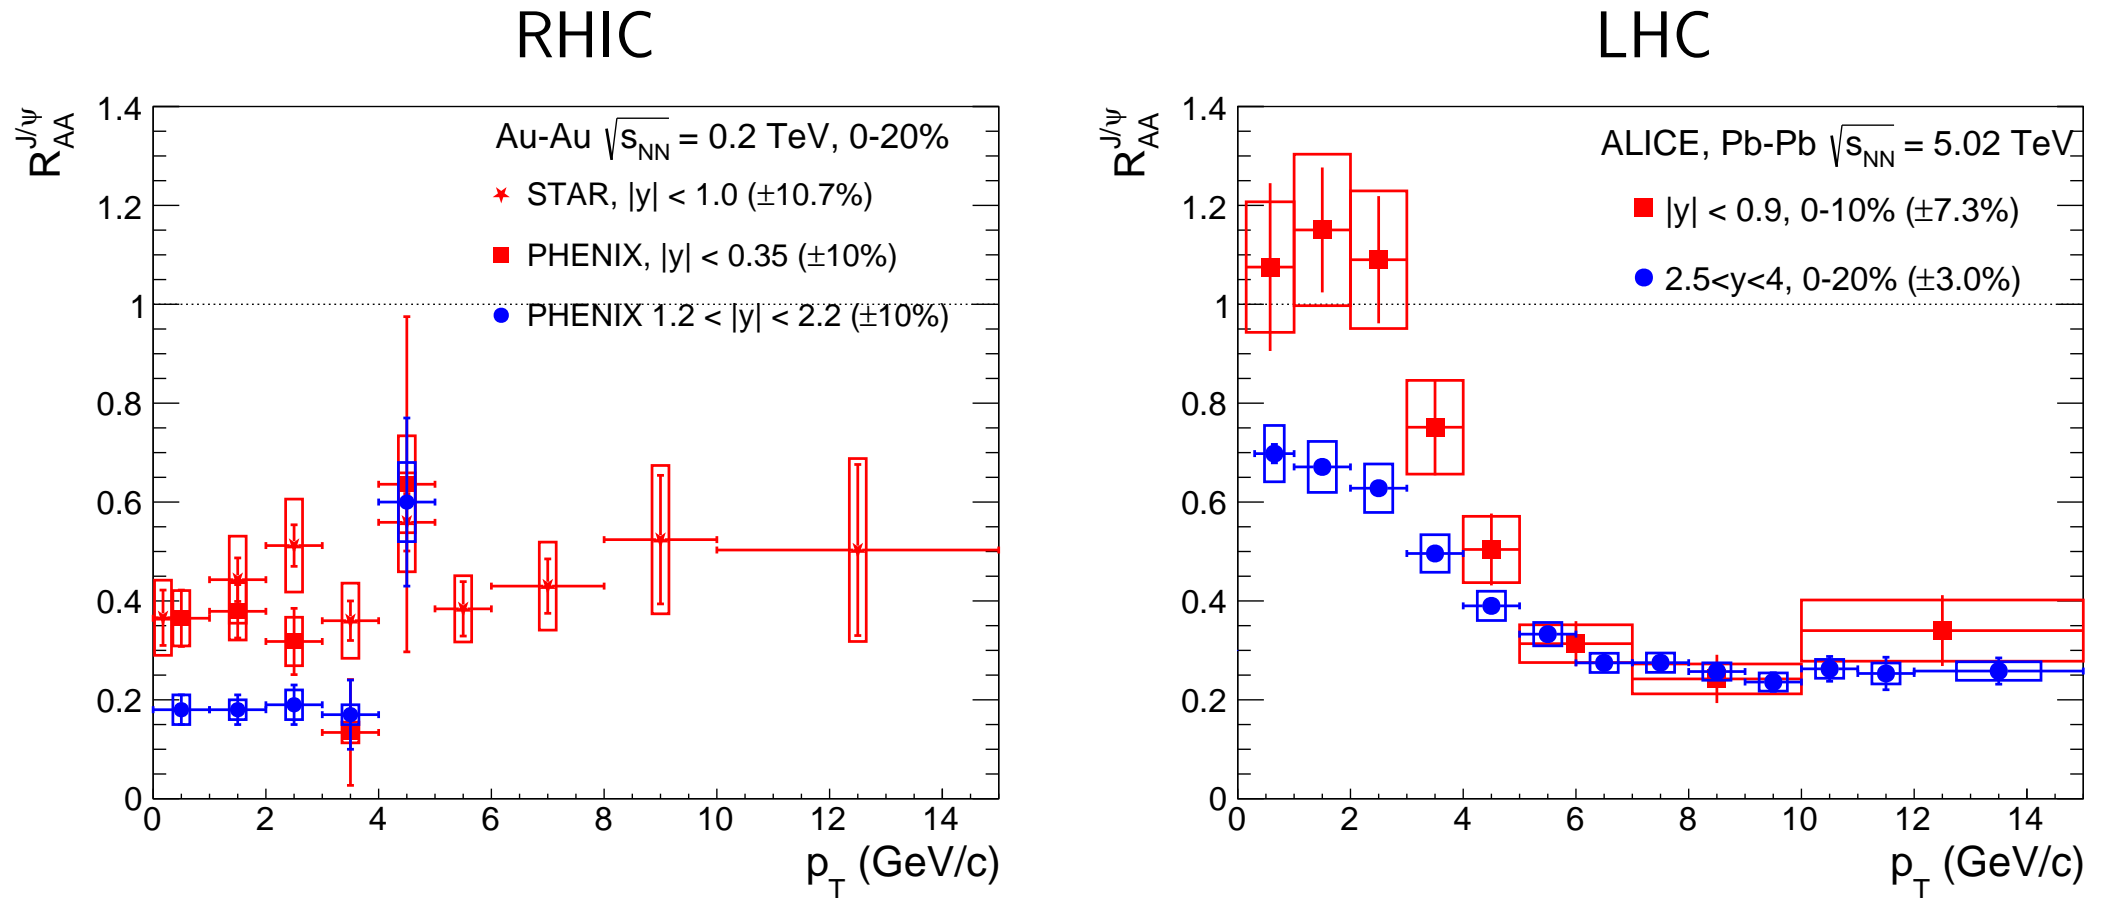 RHIC
R_AA^J/ψ
1.4
1.2
1
0.8
0.6
0.4
0.2
0
Au-Au √s_NN = 0.2 TeV, 0-20%
STAR, |y| < 1.0 (±10.7%)
PHENIX, |y| < 0.35 (±10%)
PHENIX 1.2 < |y| < 2.2 (±10%)
0 2 4 6 8 10 12 14
p_T (GeV/c)
LHC
R_AA^J/ψ
1.4
1.2
1
0.8
0.6
0.4
0.2
0
ALICE, Pb-Pb √s_NN = 5.02 TeV
|y| < 0.9, 0-10% (±7.3%)
2.5<y<4, 0-20% (±3.0%)
0 2 4 6 8 10 12 14
p_T (GeV/c)